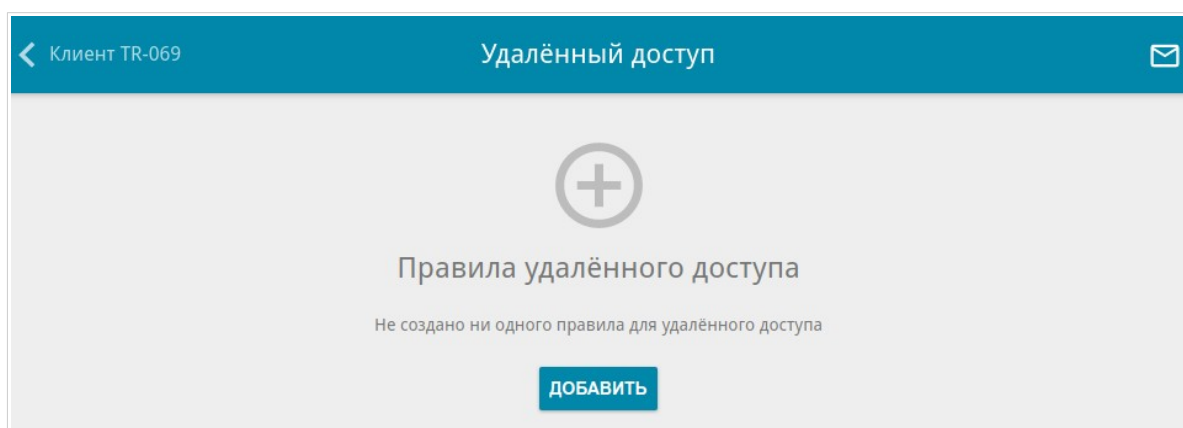 Клиент TR-069
Удалённый доступ
Правила удалённого доступа
Не создано ни одного правила для удалённого доступа
ДОБАВИТЬ